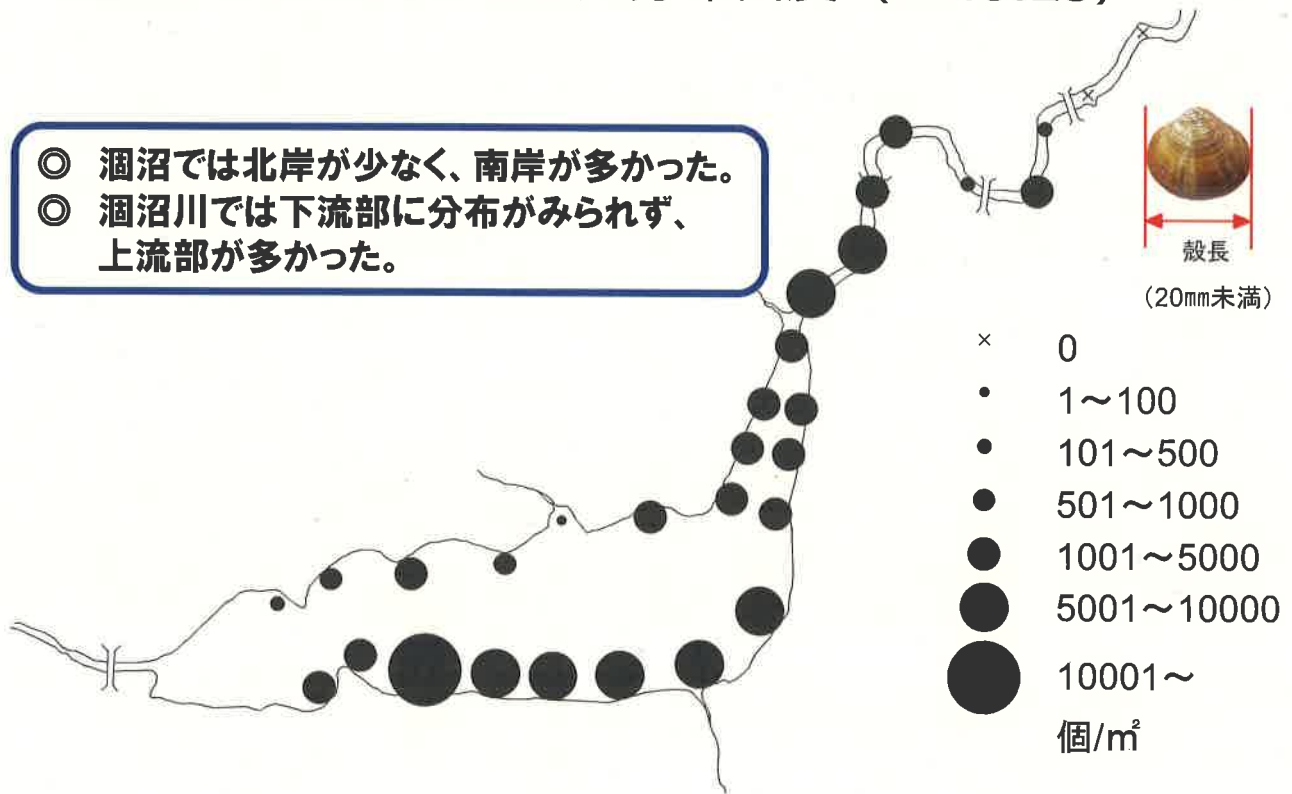 ◎ 涸沼では北岸が少なく、南岸が多かった。
◎ 涸沼川では下流部に分布がみられず、
上流部が多かった。
殻長
（20㎜未満）
× 0
1～100
101～500
501～1000
1001～5000
5001～10000
10001～
個/㎡